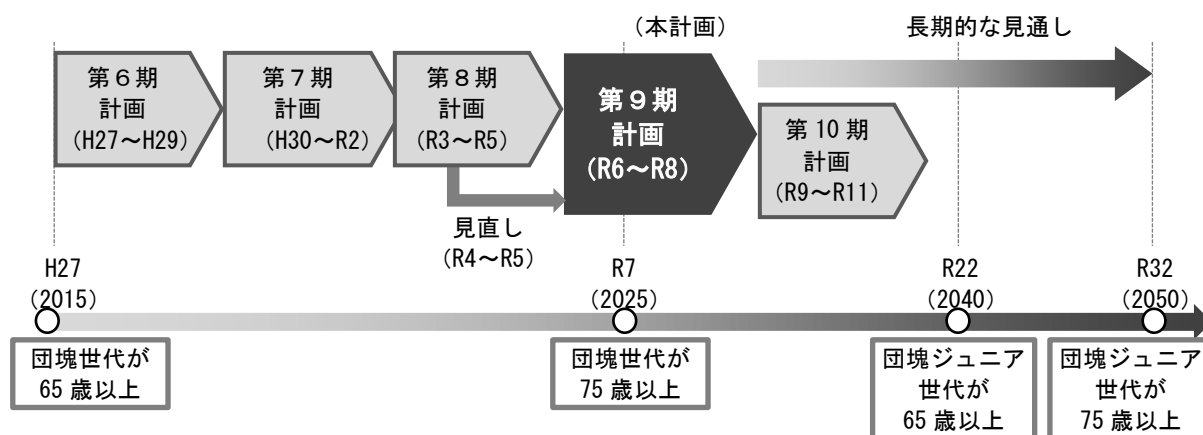 （本計画）
長期的な見通し
第６期
計画
（H27～H29）
第７期
計画
（H30～R2）
第８期
計画
（R3～R5）
第９期
計画
（R6～R8）
第 10 期
計画
（R9～R11）
見直し
（R4～R5）
H27
（2015）
R7
（2025）
R22
（2040）
R32
（2050）
団塊世代が
65 歳以上
団塊世代が
75 歳以上
団塊ジュニア
世代が
65 歳以上
団塊ジュニア
世代が
75 歳以上